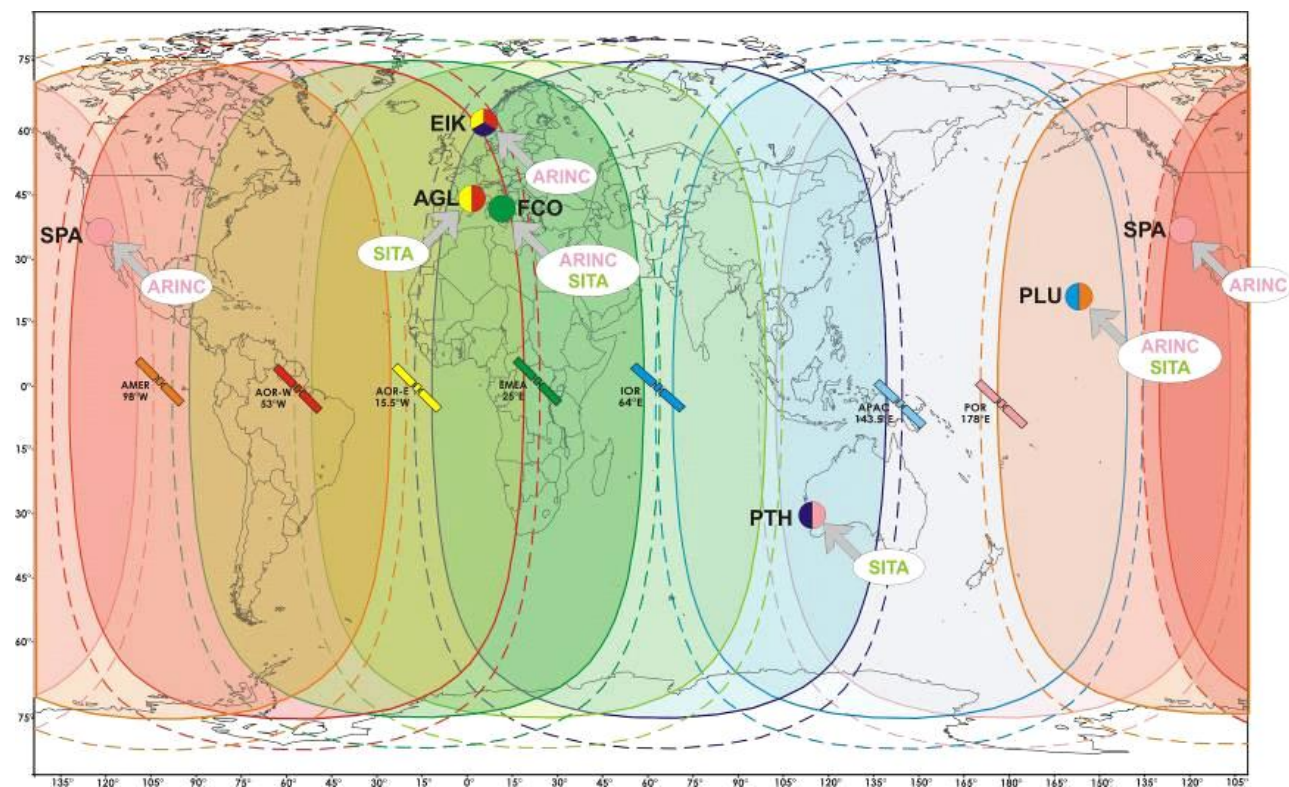 75°
60°
45°
30°
15°
0°
15°
30°
45°
60°
75°
EIK
ARINC
AGL
FCO
SITA
ARINC
SITA
SPA
ARINC
SPA
ARINC
PLU
ARINC
SITA
AMER
98°W
AOR-W
53°W
AOR-E
15.5°W
EMEA
25°E
IOR
64°E
APAC
143.5°E
POR
178°E
PTH
SITA
135° 120° 105° 90° 75° 60° 45° 30° 15° 0° 15° 30° 45° 60° 75° 90° 105° 120° 135° 150° 165° 180° 165° 150° 135° 120° 105°